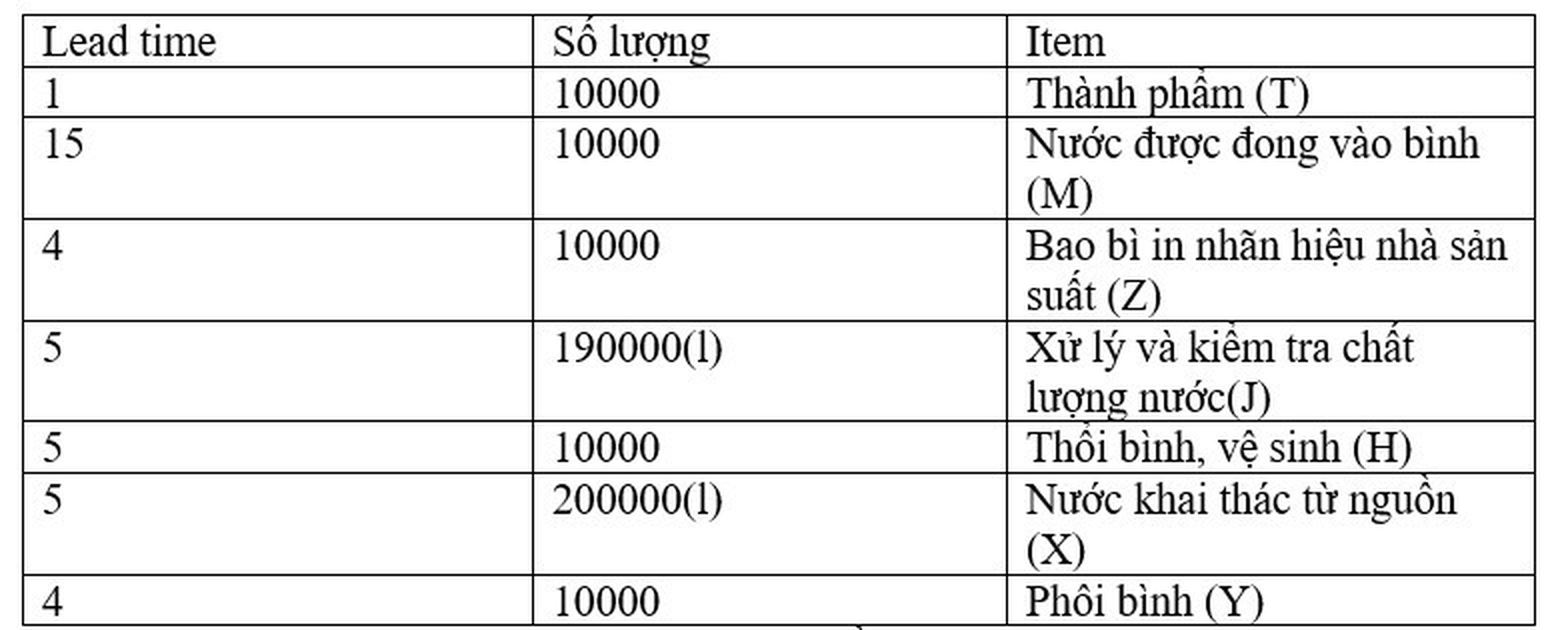 Lead time Số lượng Item
1 10000 Thành phẩm (T)
15 10000 Nước được đong vào bình
(M)
4 10000 Bao bì in nhãn hiệu nhà sản
suất (Z)
5 190000(l) Xử lý và kiểm tra chất
lượng nước(J)
5 10000 Thổi bình, vệ sinh (H)
5 200000(l) Nước khai thác từ nguồn
(X)
4 10000 Phôi bình (Y)